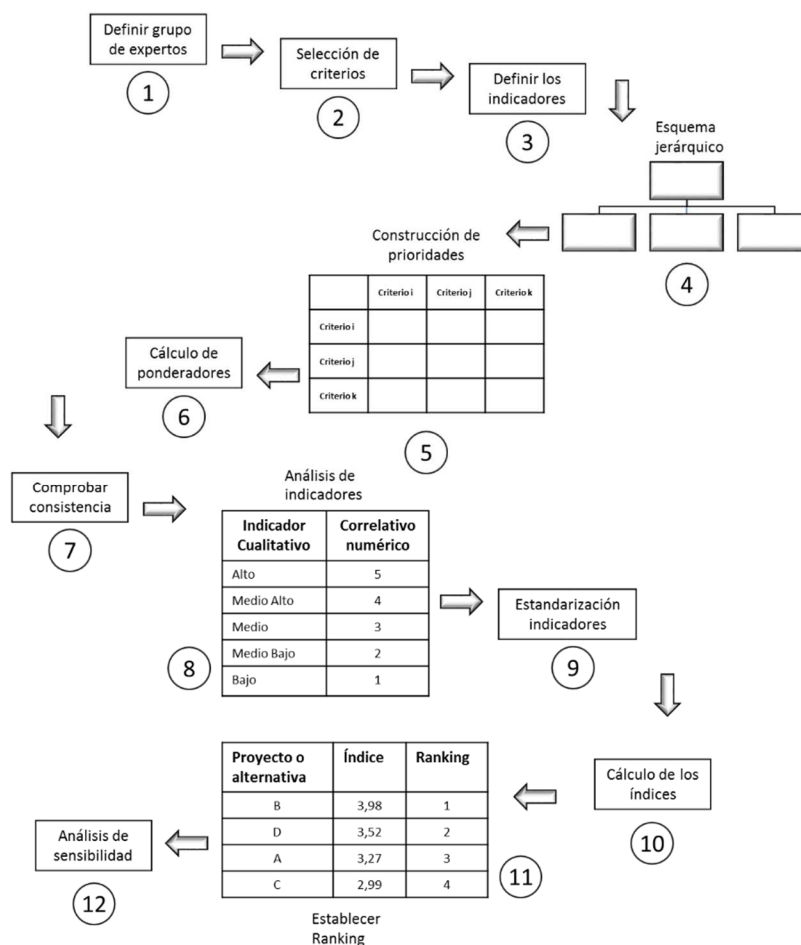 Definir grupo
de expertos
1
Selección de
criterios
2
Definir los
indicadores
3
Esquema
jerárquico
4
Construcción de
prioridades
Criterio i Criterio j Criterio k
Criterio i
Criterio j
Criterio k
5
Cálculo de
ponderadores
6
Comprobar
consistencia
7
Análisis de
indicadores
Indicador Cualitativo Correlativo numérico
Alto 5
Medio Alto 4
Medio 3
Medio Bajo 2
Bajo 1
8
Estandarización
indicadores
9
Cálculo de los
índices
10
Proyecto o alternativa Índice Ranking
B 3,98 1
D 3,52 2
A 3,27 3
C 2,99 4
11
Establecer
Ranking
Análisis de
sensibilidad
12